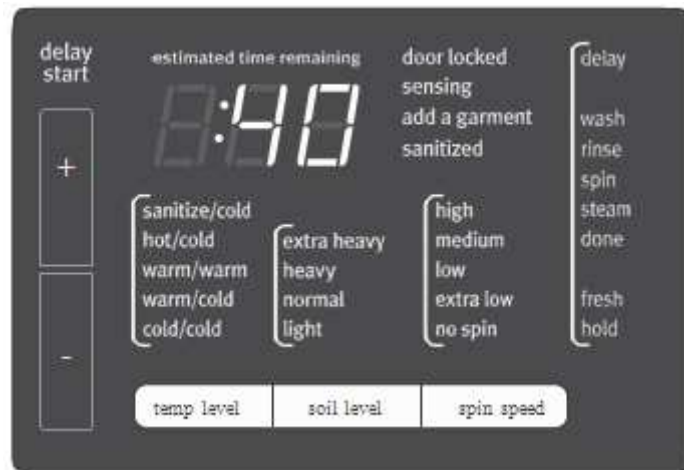 delay
start
+
-
estimated time remaining
:40
door locked
sensing
add a garment
sanitized
delay
wash
rinse
spin
steam
done
fresh
hold
sanitize/cold
hot/cold
warm/warm
warm/cold
cold/cold
extra heavy
heavy
normal
light
high
medium
low
extra low
no spin
temp level
soil level
spin speed